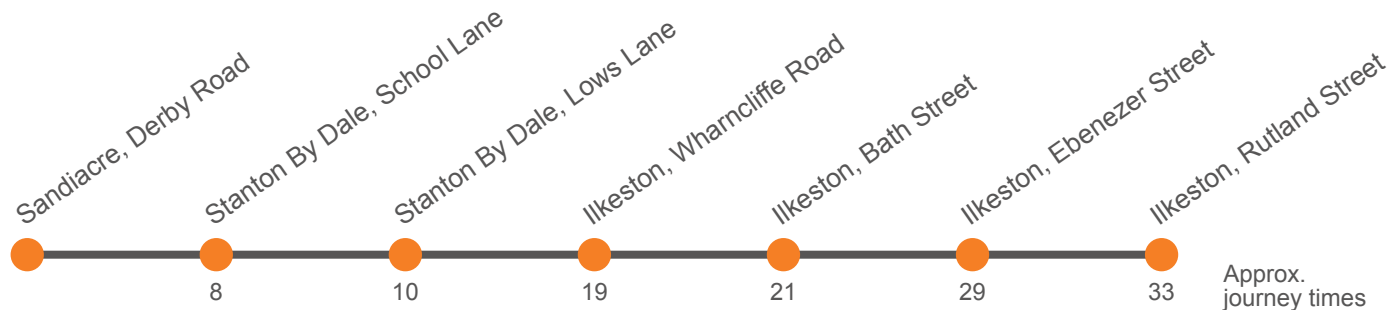 Sandiacre, Derby Road
Stanton By Dale, School Lane
Stanton By Dale, Lows Lane
Ilkeston, Wharncliffe Road
Ilkeston, Bath Street
Ilkeston, Ebenezer Street
Ilkeston, Rutland Street
8
10
19
21
29
33
Approx.
journey times